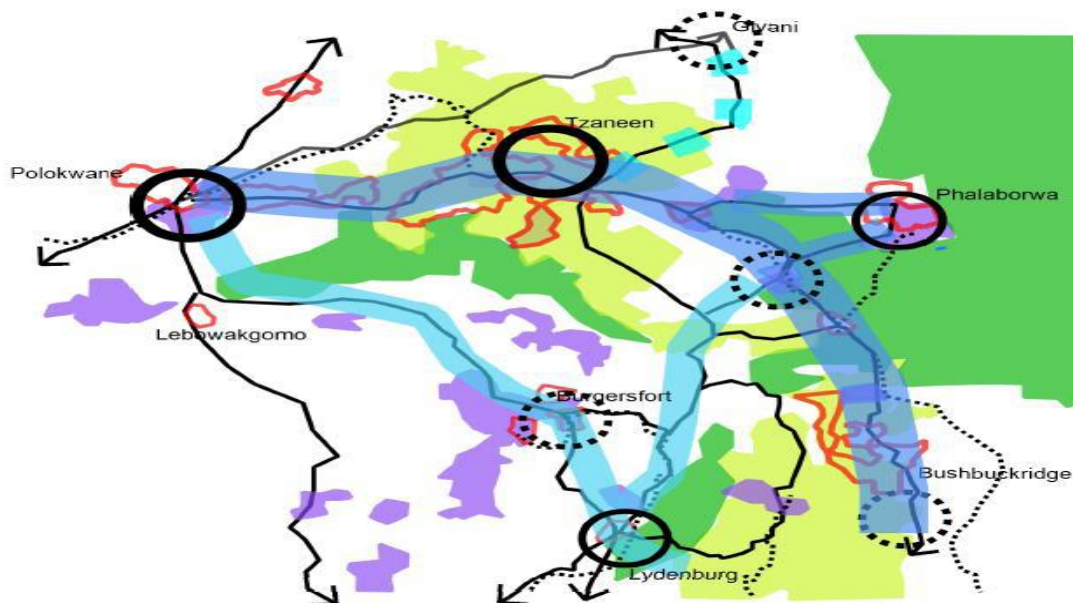 Giyani
Tzaneen
Polokwane
Phalaborwa
Lebowakgomo
Burgersfort
Bushbuckridge
Lydenburg